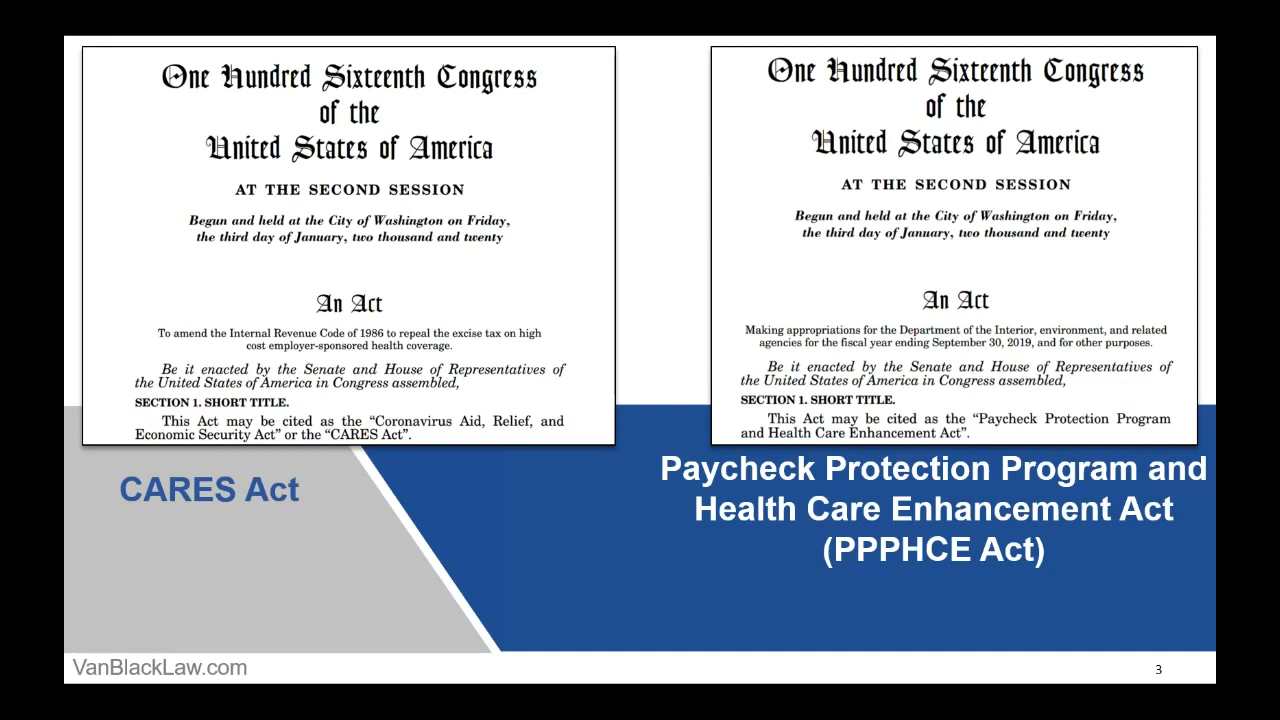 One Hundred Sixteenth Congress
of the
United States of America
AT THE SECOND SESSION
Begun and held at the City of Washington on Friday,
the third day of January, two thousand and twenty
An Act
To amend the Internal Revenue Code of 1986 to repeal the excise tax on high
cost employer-sponsored health coverage.
Be it enacted by the Senate and House of Representatives of
the United States of America in Congress assembled,
SECTION 1. SHORT TITLE.
This Act may be cited as the “Coronavirus Aid, Relief, and
Economic Security Act” or the “CARES Act”.
CARES Act
One Hundred Sixteenth Congress
of the
United States of America
AT THE SECOND SESSION
Begun and held at the City of Washington on Friday,
the third day of January, two thousand and twenty
An Act
Making appropriations for the Department of the Interior, environment, and related
agencies for the fiscal year ending September 30, 2019, and for other purposes.
Be it enacted by the Senate and House of Representatives of
the United States of America in Congress assembled,
SECTION 1. SHORT TITLE.
This Act may be cited as the “Paycheck Protection Program
and Health Care Enhancement Act”.
Paycheck Protection Program and
Health Care Enhancement Act
(PPPHCE Act)
VanBlackLaw.com
3